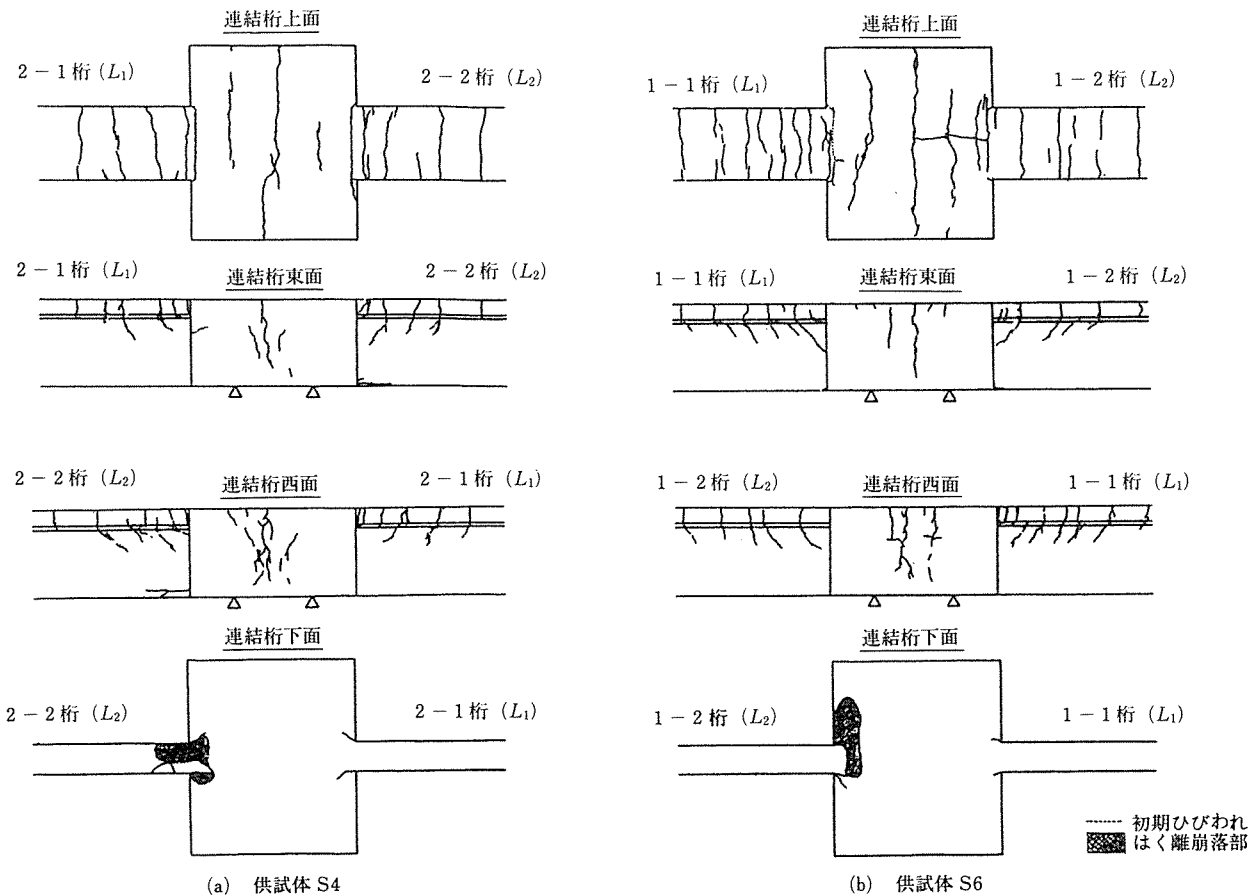 連結桁上面
2－1桁 (L₁)
2－2桁 (L₂)
連結桁東面
2－1桁 (L₁)
2－2桁 (L₂)
連結桁西面
2－2桁 (L₂)
2－1桁 (L₁)
連結桁下面
2－2桁 (L₂)
2－1桁 (L₁)
(a) 供試体 S4
連結桁上面
1－1桁 (L₁)
1－2桁 (L₂)
連結桁東面
1－1桁 (L₁)
1－2桁 (L₂)
連結桁西面
1－2桁 (L₂)
1－1桁 (L₁)
連結桁下面
1－2桁 (L₂)
1－1桁 (L₁)
初期ひびわれ
はく離崩落部
(b) 供試体 S6